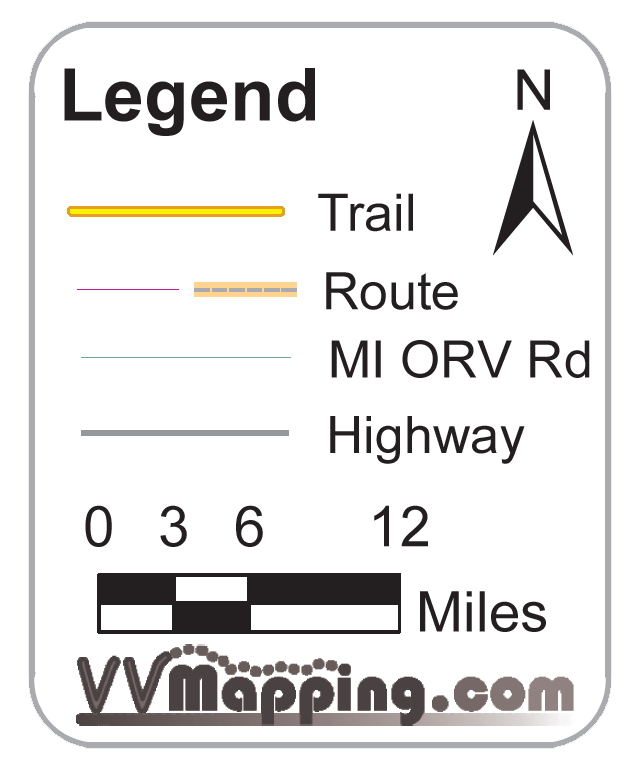 Legend
N
Trail
Route
MI ORV Rd
Highway
0 3 6 12
Miles
VVMapping.com